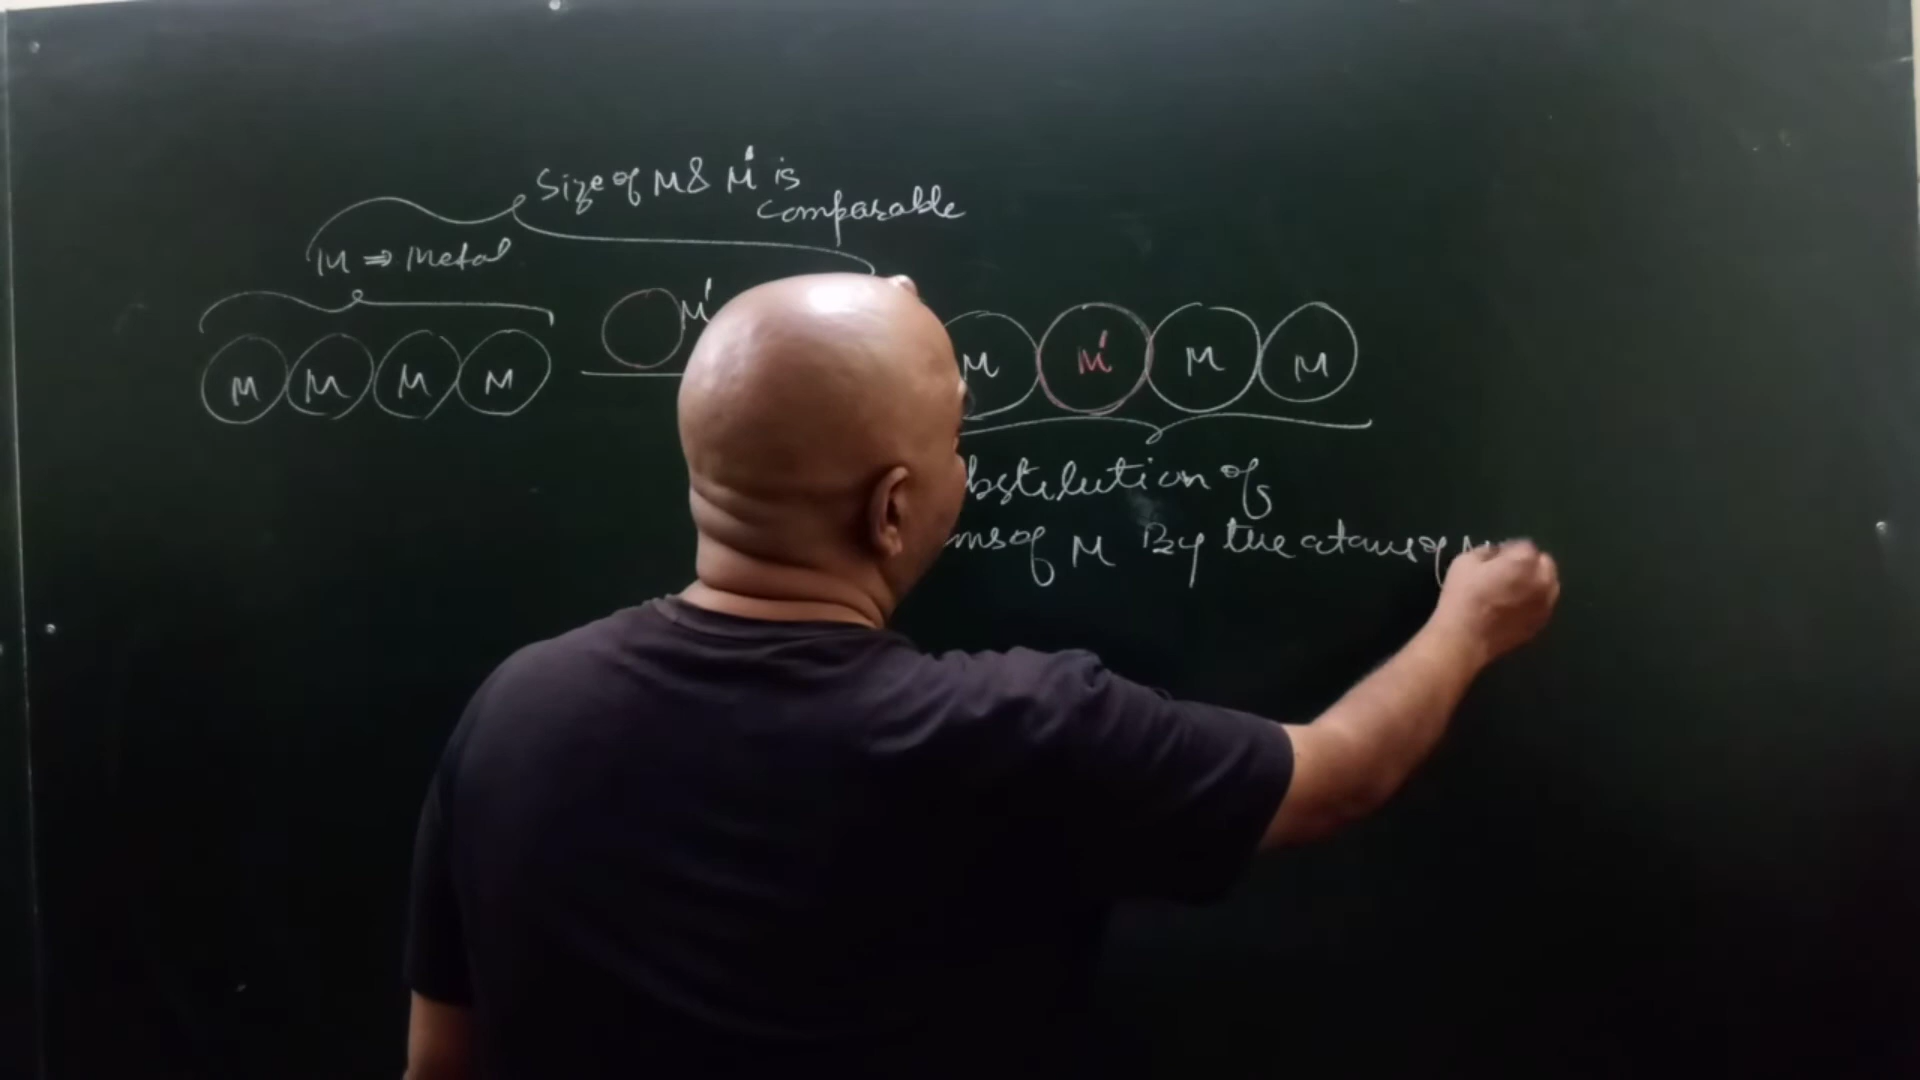 Size of M & M' is
comparable
M ⇒ Metal
M'
M M M M
M M' M M
bstitution of
ms of M By the atoms of M